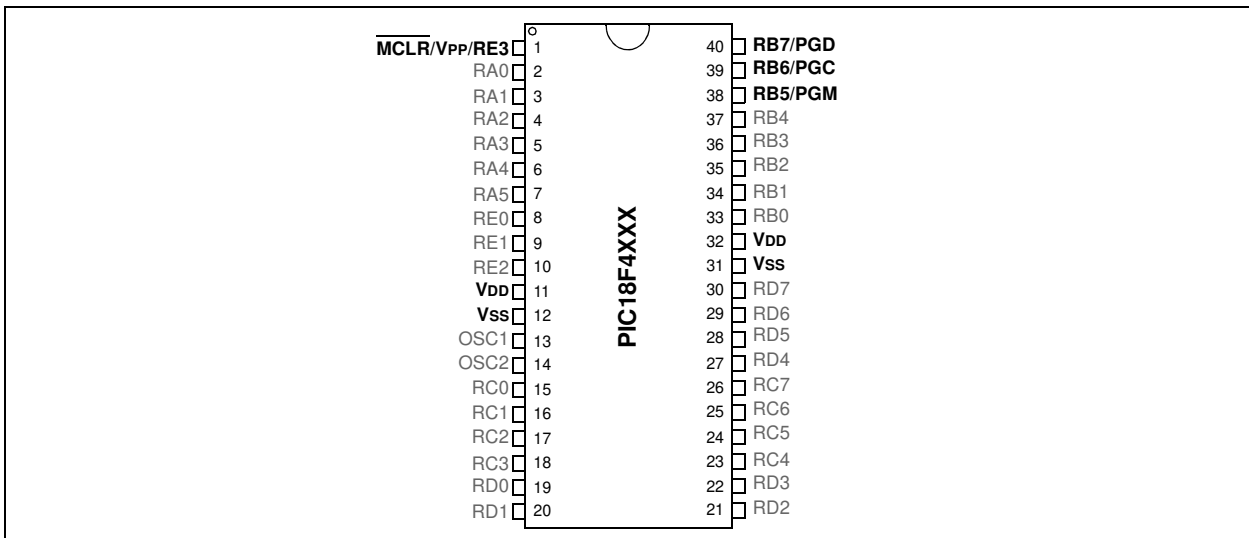 MCLR/VPP/RE3 1 40 RB7/PGD
RA0 2 39 RB6/PGC
RA1 3 38 RB5/PGM
RA2 4 37 RB4
RA3 5 36 RB3
RA4 6 35 RB2
RA5 7 34 RB1
RE0 8 33 RB0
RE1 9 32 VDD
RE2 10 31 VSS
VDD 11 30 RD7
VSS 12 29 RD6
OSC1 13 28 RD5
OSC2 14 27 RD4
RC0 15 26 RC7
RC1 16 25 RC6
RC2 17 24 RC5
RC3 18 23 RC4
RD0 19 22 RD3
RD1 20 21 RD2
PIC18F4XXX